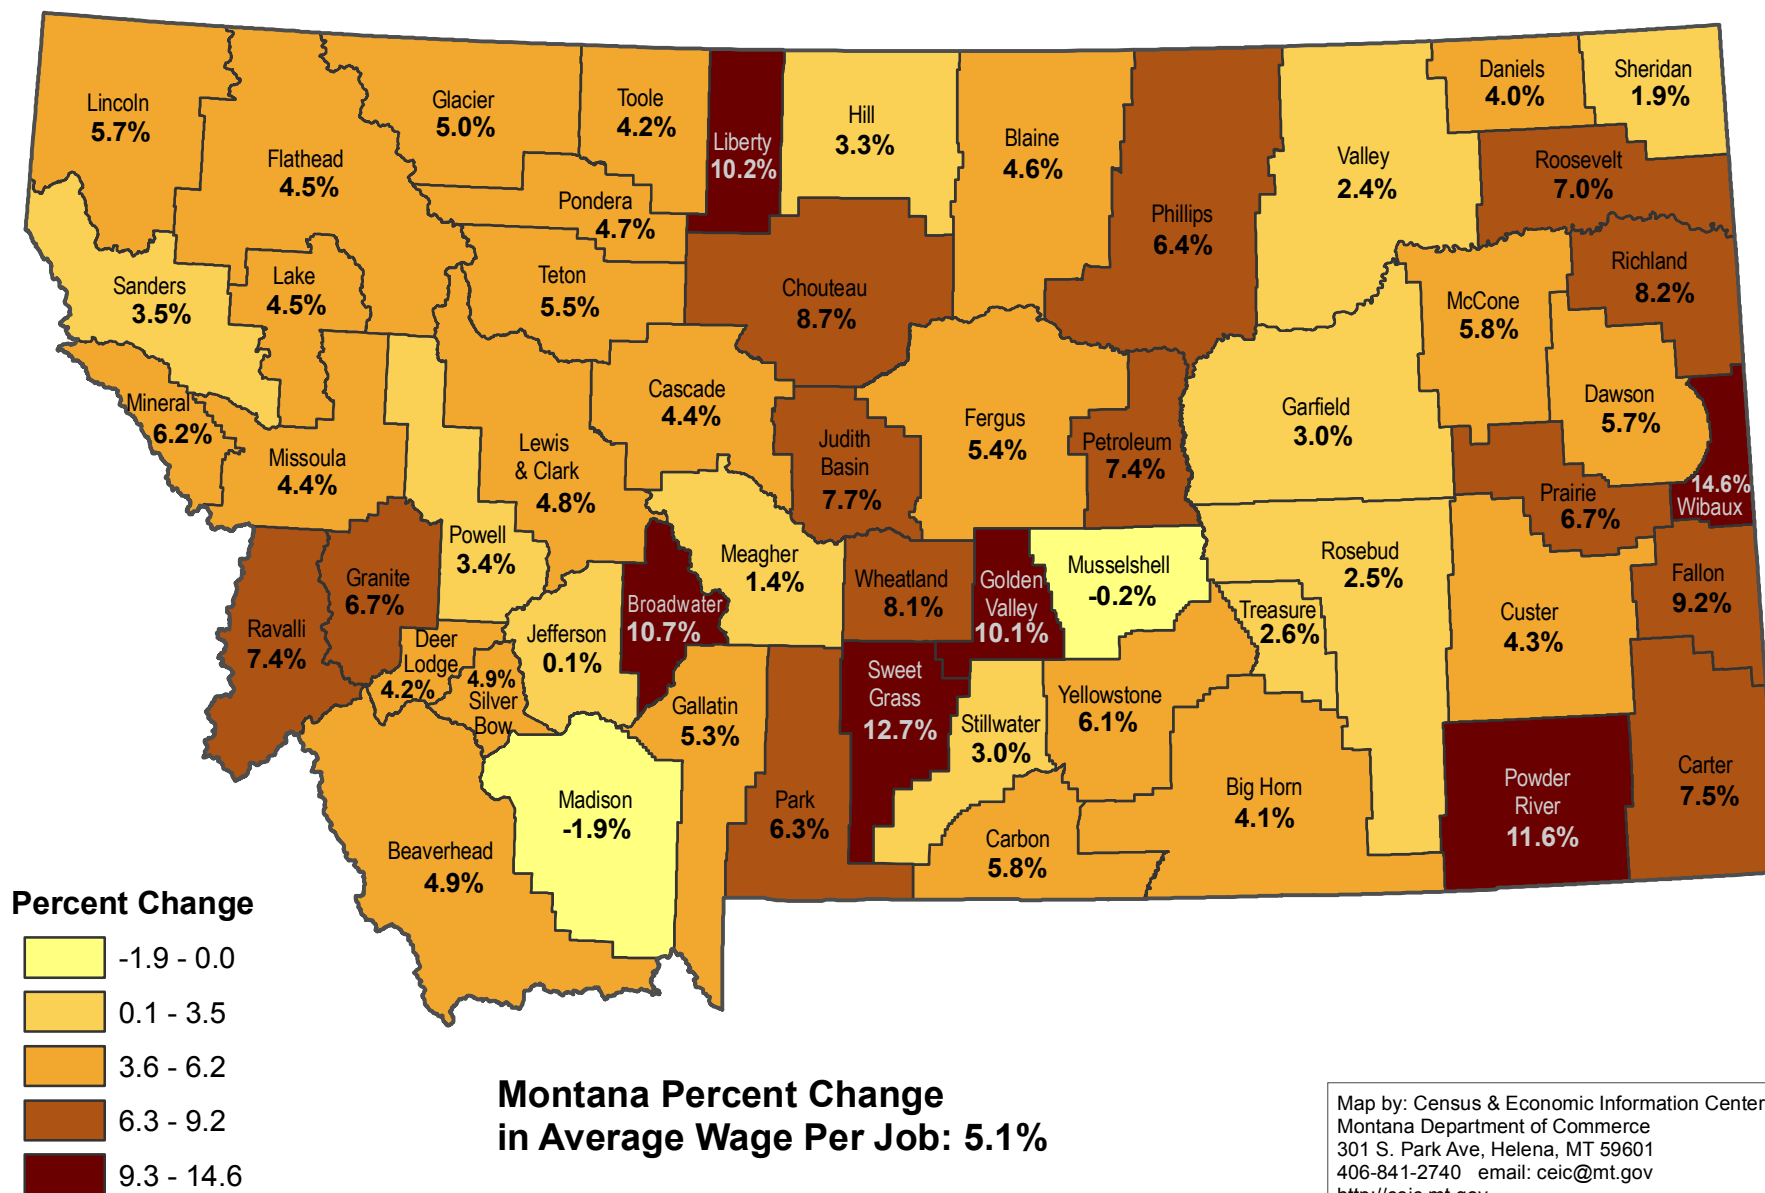 Lincoln
5.7%
Flathead
4.5%
Glacier
5.0%
Toole
4.2%
Liberty
10.2%
Hill
3.3%
Blaine
4.6%
Phillips
6.4%
Valley
2.4%
Daniels
4.0%
Sheridan
1.9%
Roosevelt
7.0%
Pondera
4.7%
Sanders
3.5%
Lake
4.5%
Teton
5.5%
Chouteau
8.7%
McCone
5.8%
Richland
8.2%
Mineral
6.2%
Missoula
4.4%
Lewis
& Clark
4.8%
Cascade
4.4%
Judith
Basin
7.7%
Fergus
5.4%
Petroleum
7.4%
Garfield
3.0%
Dawson
5.7%
14.6%
Wibaux
Prairie
6.7%
Powell
3.4%
Granite
6.7%
Ravalli
7.4%
Deer
Lodge
4.2%
4.9%
Silver
Bow
Jefferson
0.1%
Broadwater
10.7%
Meagher
1.4%
Wheatland
8.1%
Golden
Valley
10.1%
Musselshell
-0.2%
Rosebud
2.5%
Treasure
2.6%
Custer
4.3%
Fallon
9.2%
Gallatin
5.3%
Sweet
Grass
12.7%
Stillwater
3.0%
Yellowstone
6.1%
Big Horn
4.1%
Powder
River
11.6%
Carter
7.5%
Beaverhead
4.9%
Madison
-1.9%
Park
6.3%
Carbon
5.8%
Percent Change
-1.9 - 0.0
0.1 - 3.5
3.6 - 6.2
6.3 - 9.2
9.3 - 14.6
Montana Percent Change
in Average Wage Per Job: 5.1%
Map by: Census & Economic Information Center
Montana Department of Commerce
301 S. Park Ave, Helena, MT 59601
406-841-2740 email: ceic@mt.gov